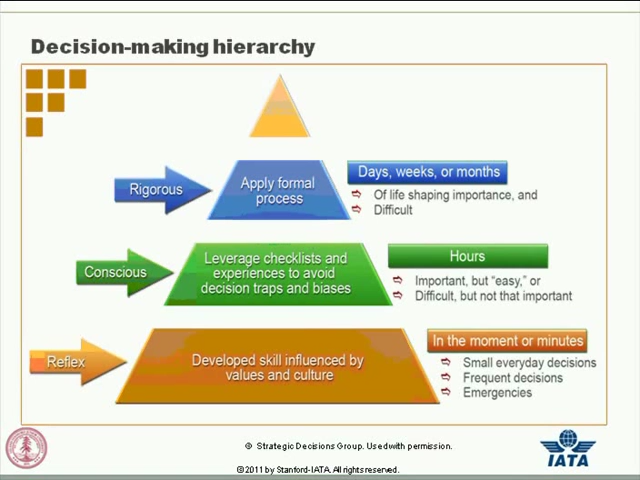 Decision-making hierarchy
Rigorous
Apply formal
process
Days, weeks, or months
Of life shaping importance, and
Difficult
Conscious
Leverage checklists and
experiences to avoid
decision traps and biases
Hours
Important, but “easy,” or
Difficult, but not that important
Reflex
Developed skill influenced by
values and culture
In the moment or minutes
Small everyday decisions
Frequent decisions
Emergencies
© Strategic Decisions Group. Used with permission.
© 2011 by Stanford-IATA. All rights reserved.
IATA